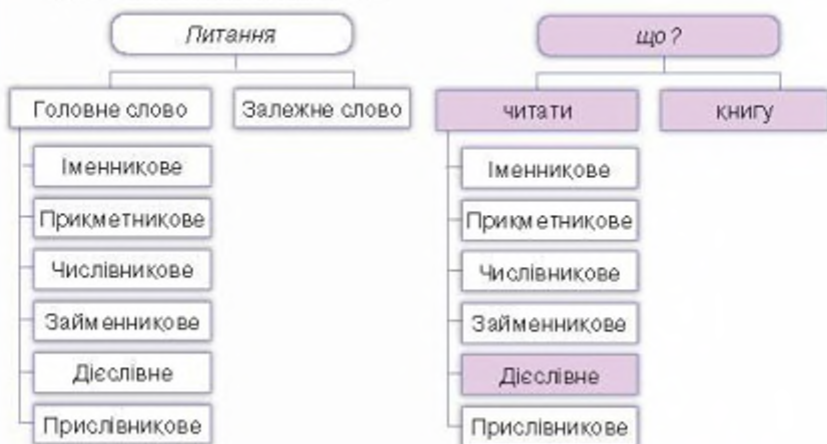 Питання
Головне слово
Залежне слово
Іменникове
Прикметникове
Числівникове
Займенникове
Дієслівне
Прислівникове
що?
читати
книгу
Іменникове
Прикметникове
Числівникове
Займенникове
Дієслівне
Прислівникове